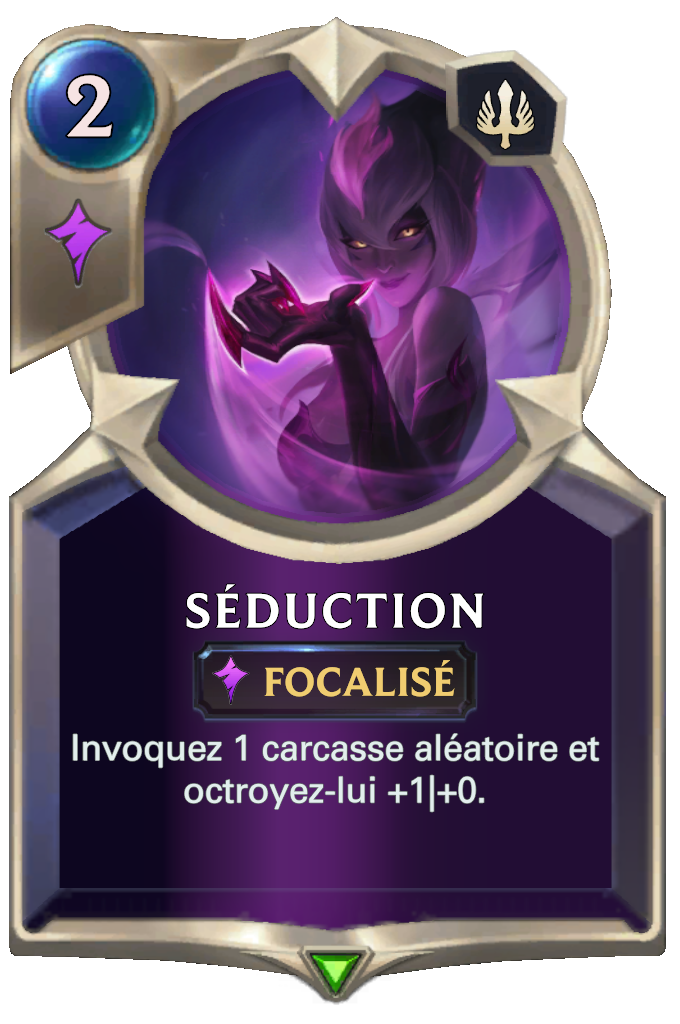 2
SÉDUCTION
FOCALISÉ
Invoquez 1 carcasse aléatoire et
octroyez-lui +1|+0.